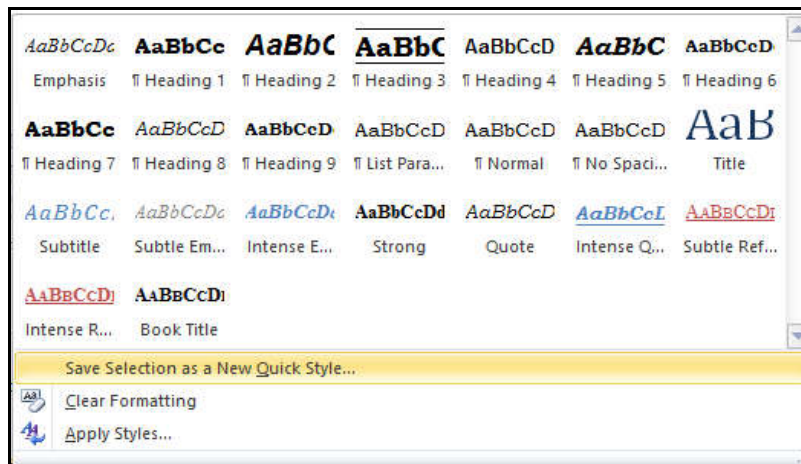 AaBbCcDc AaBbCc AaBbC AaBbC AaBbCcD AaBbC AaBbCcD
Emphasis ¶ Heading 1 ¶ Heading 2 ¶ Heading 3 ¶ Heading 4 ¶ Heading 5 ¶ Heading 6
AaBbCc AaBbCcD AaBbCcD AaBbCcD AaBbCcD AaBbCcD AaB
¶ Heading 7 ¶ Heading 8 ¶ Heading 9 ¶ List Para... ¶ Normal ¶ No Spaci... Title
AaBbCc. AaBbCcDc AaBbCcDc AaBbCcDd AaBbCcD AaBbCcL AaBbCcDi
Subtitle Subtle Em... Intense E... Strong Quote Intense Q... Subtle Ref...
AaBbCcDi AaBbCcDi
Intense R... Book Title
Save Selection as a New Quick Style...
Clear Formatting
Apply Styles...